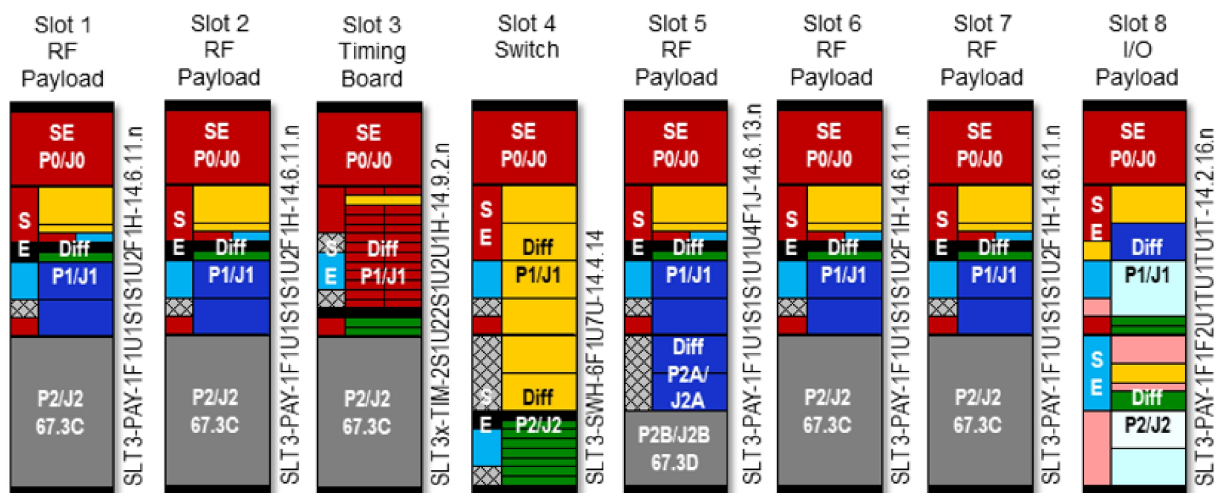 Slot 1
RF
Payload
SE
P0/J0
S
E
Diff
P1/J1
P2/J2
67.3C
SLT3-PAY-1F1U1S1S1U2F1H-14.6.11.n
Slot 2
RF
Payload
SE
P0/J0
S
E
Diff
P1/J1
P2/J2
67.3C
SLT3-PAY-1F1U1S1S1U2F1H-14.6.11.n
Slot 3
Timing
Board
SE
P0/J0
S
E
Diff
P1/J1
P2/J2
67.3C
SLT3x-TIM-2S1U22S1U2U1H-14.9.2.n
Slot 4
Switch
SE
P0/J0
S
E
Diff
P1/J1
S
E
Diff
P2/J2
SLT3-SWH-6F1U7U-14.4.14
Slot 5
RF
Payload
SE
P0/J0
S
E
Diff
P1/J1
Diff
P2A/
J2A
P2B/J2B
67.3D
SLT3-PAY-1F1U1S1S1U1U4F1J-14.6.13.n
Slot 6
RF
Payload
SE
P0/J0
S
E
Diff
P1/J1
P2/J2
67.3C
SLT3-PAY-1F1U1S1S1U2F1H-14.6.11.n
Slot 7
RF
Payload
SE
P0/J0
S
E
Diff
P1/J1
P2/J2
67.3C
SLT3-PAY-1F1U1S1S1U2F1H-14.6.11.n
Slot 8
I/O
Payload
SE
P0/J0
S
E
Diff
P1/J1
S
E
Diff
P2/J2
SLT3-PAY-1F1F2U1TU1TU1T-14.2.16.n